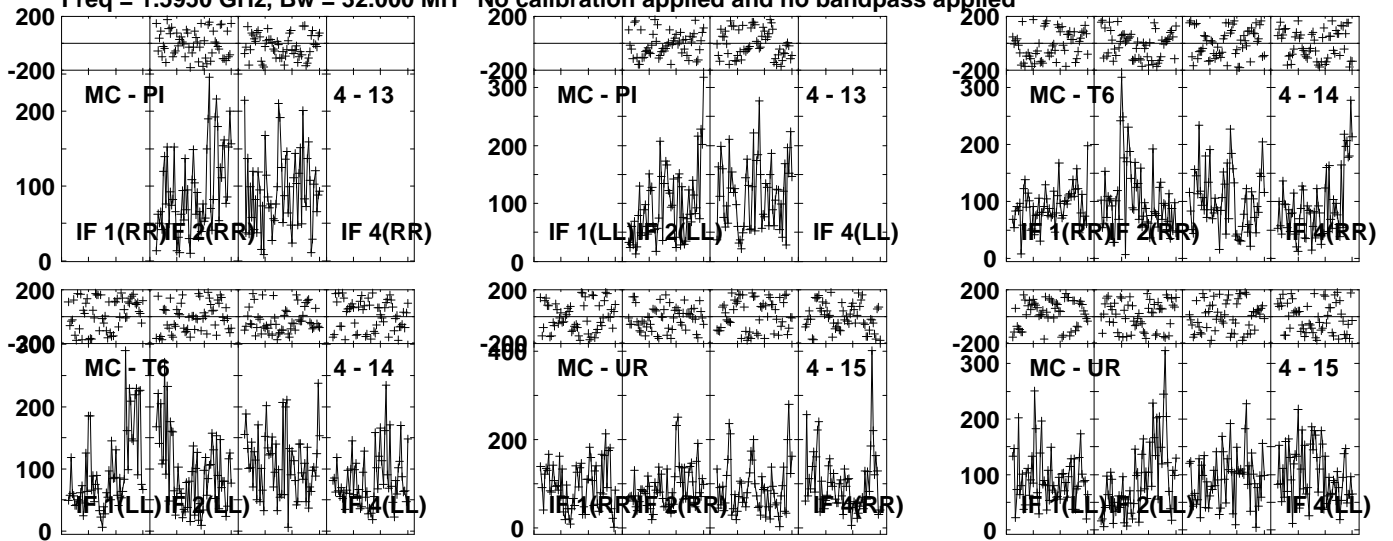 Freq = 1.5950 GHz, Bw = 32.000 MH No calibration applied and no bandpass applied
200
-200
200
100
0
MC - PI
4 - 13
IF 1(RR)
IF 2(RR)
IF 4(RR)
200
-200
300
200
100
0
MC - PI
4 - 13
IF 1(LL)
IF 2(LL)
IF 4(LL)
200
-200
300
200
100
0
MC - T6
4 - 14
IF 1(RR)
IF 2(RR)
IF 4(RR)
200
-200
300
200
100
0
MC - T6
4 - 14
IF 1(LL)
IF 2(LL)
IF 4(LL)
200
-200
400
200
0
MC - UR
4 - 15
IF 1(RR)
IF 2(RR)
IF 4(RR)
200
-200
300
200
100
0
MC - UR
4 - 15
IF 1(LL)
IF 2(LL)
IF 4(LL)